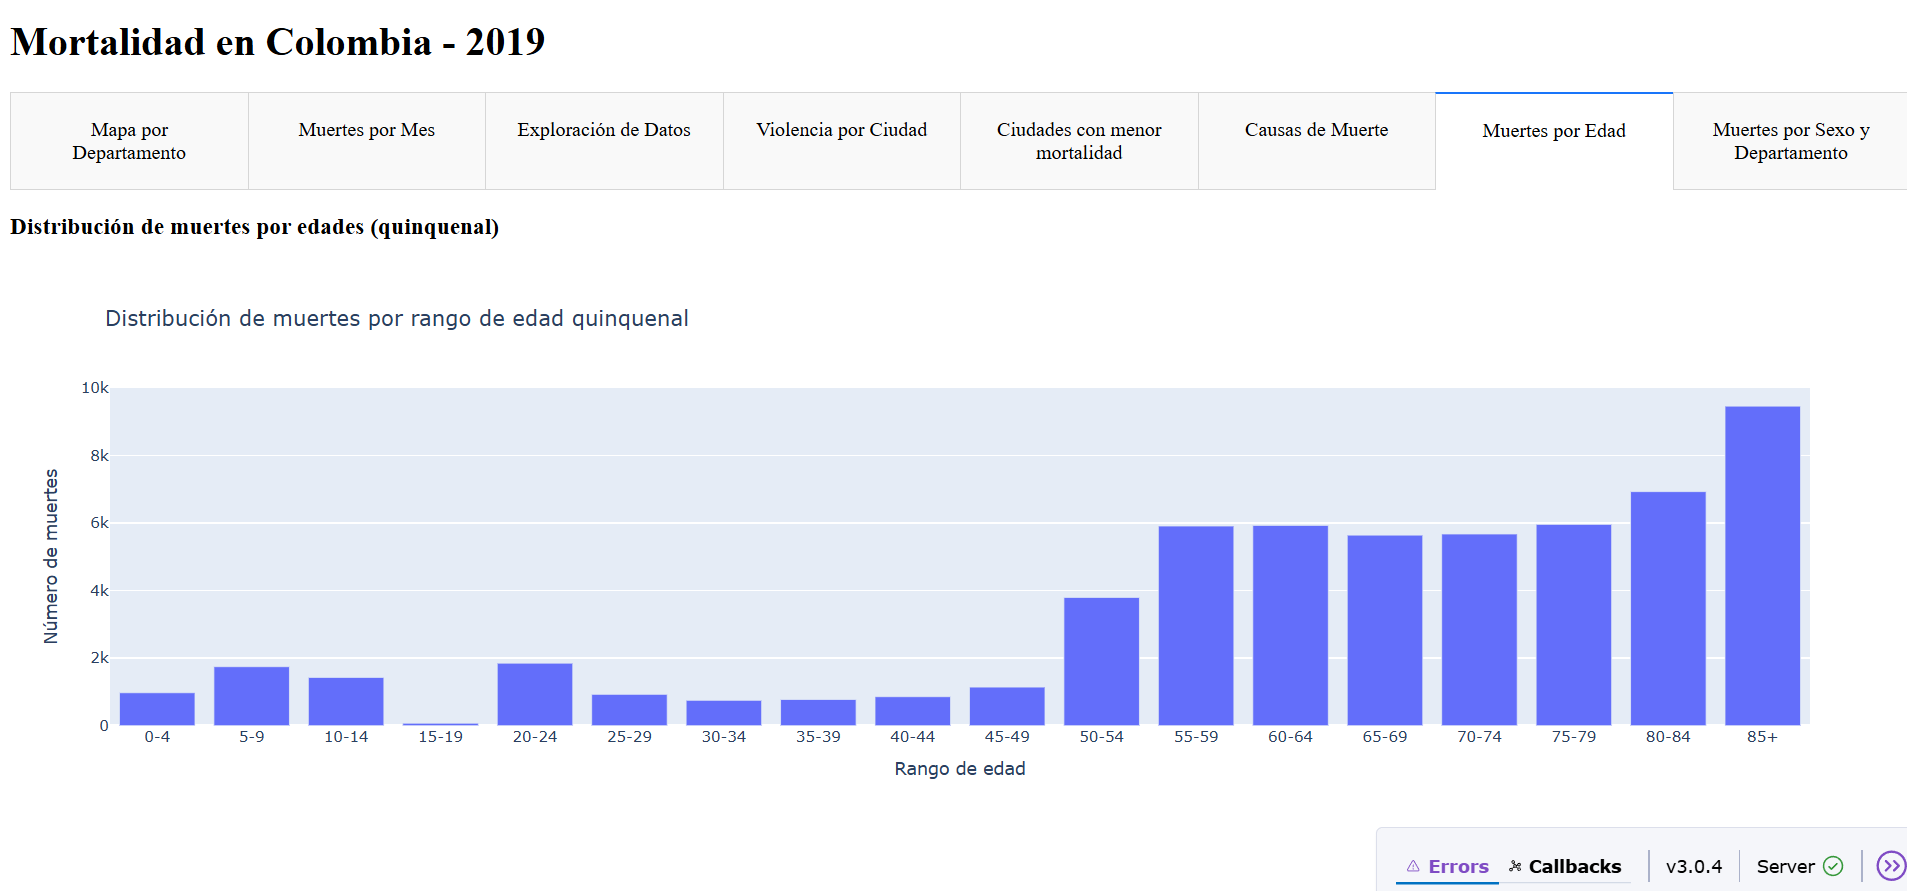 Mortalidad en Colombia - 2019
Mapa por
Departamento
Muertes por Mes
Exploración de Datos
Violencia por Ciudad
Ciudades con menor
mortalidad
Causas de Muerte
Muertes por Edad
Muertes por Sexo y
Departamento
Distribución de muertes por edades (quinquenal)
Distribución de muertes por rango de edad quinquenal
Número de muertes
10k
8k
6k
4k
2k
0
0-4 5-9 10-14 15-19 20-24 25-29 30-34 35-39 40-44 45-49 50-54 55-59 60-64 65-69 70-74 75-79 80-84 85+
Rango de edad
Errors Callbacks v3.0.4 Server